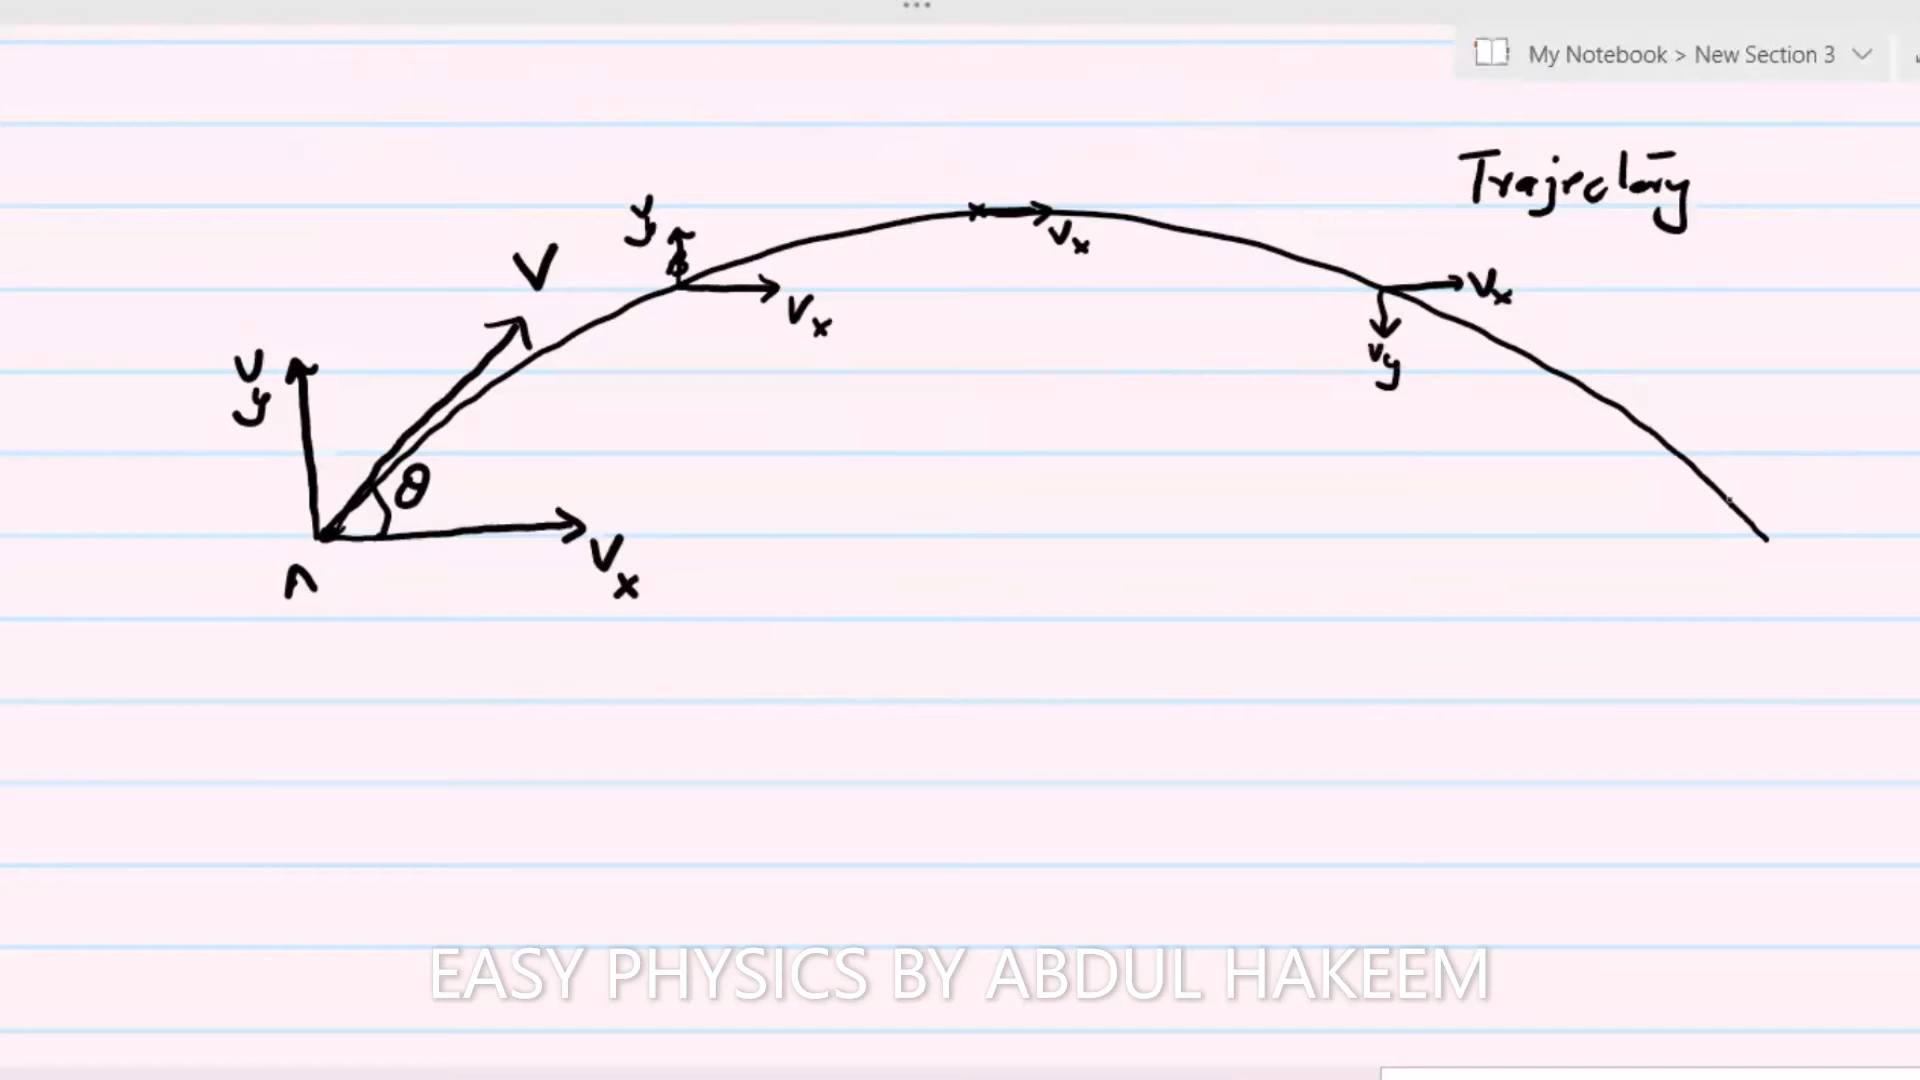 My Notebook > New Section 3
Trajectory
y
Vx
V
Vx
Vx
Vy
Vy
θ
Vx
A
EASY PHYSICS BY ABDUL HAKEEM